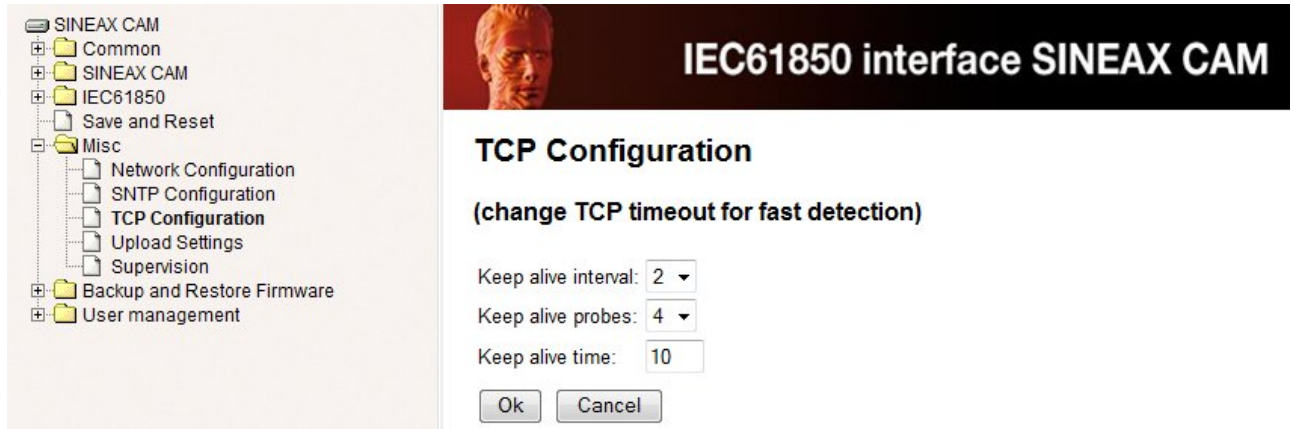 SINEAX CAM
Common
SINEAX CAM
IEC61850
Save and Reset
Misc
Network Configuration
SNTP Configuration
TCP Configuration
Upload Settings
Supervision
Backup and Restore Firmware
User management
IEC61850 interface SINEAX CAM
TCP Configuration
(change TCP timeout for fast detection)
Keep alive interval: 2
Keep alive probes: 4
Keep alive time: 10
Ok Cancel